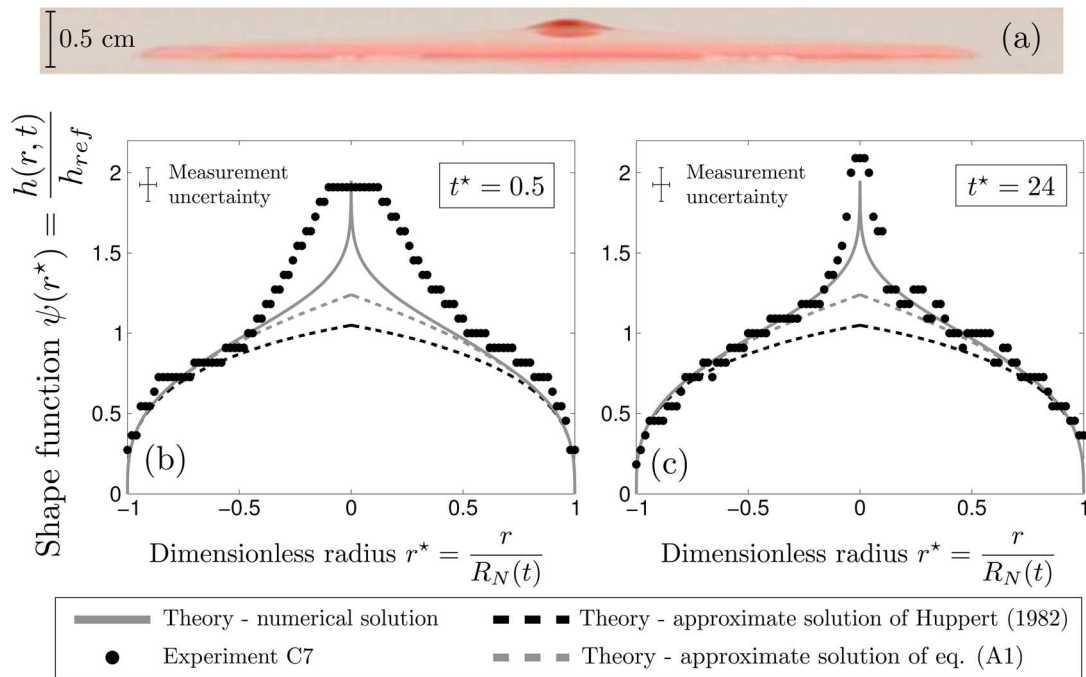 0.5 cm
(a)
Shape function ψ(r⋆) = h(r, t) / h_ref
2
1.5
1
0.5
0
Measurement
uncertainty
t⋆ = 0.5
(b)
−1 −0.5 0 0.5 1
Dimensionless radius r⋆ = r / R_N(t)
2
1.5
1
0.5
0
Measurement
uncertainty
t⋆ = 24
(c)
−1 −0.5 0 0.5 1
Dimensionless radius r⋆ = r / R_N(t)
Theory - numerical solution
Experiment C7
Theory - approximate solution of Huppert (1982)
Theory - approximate solution of eq. (A1)